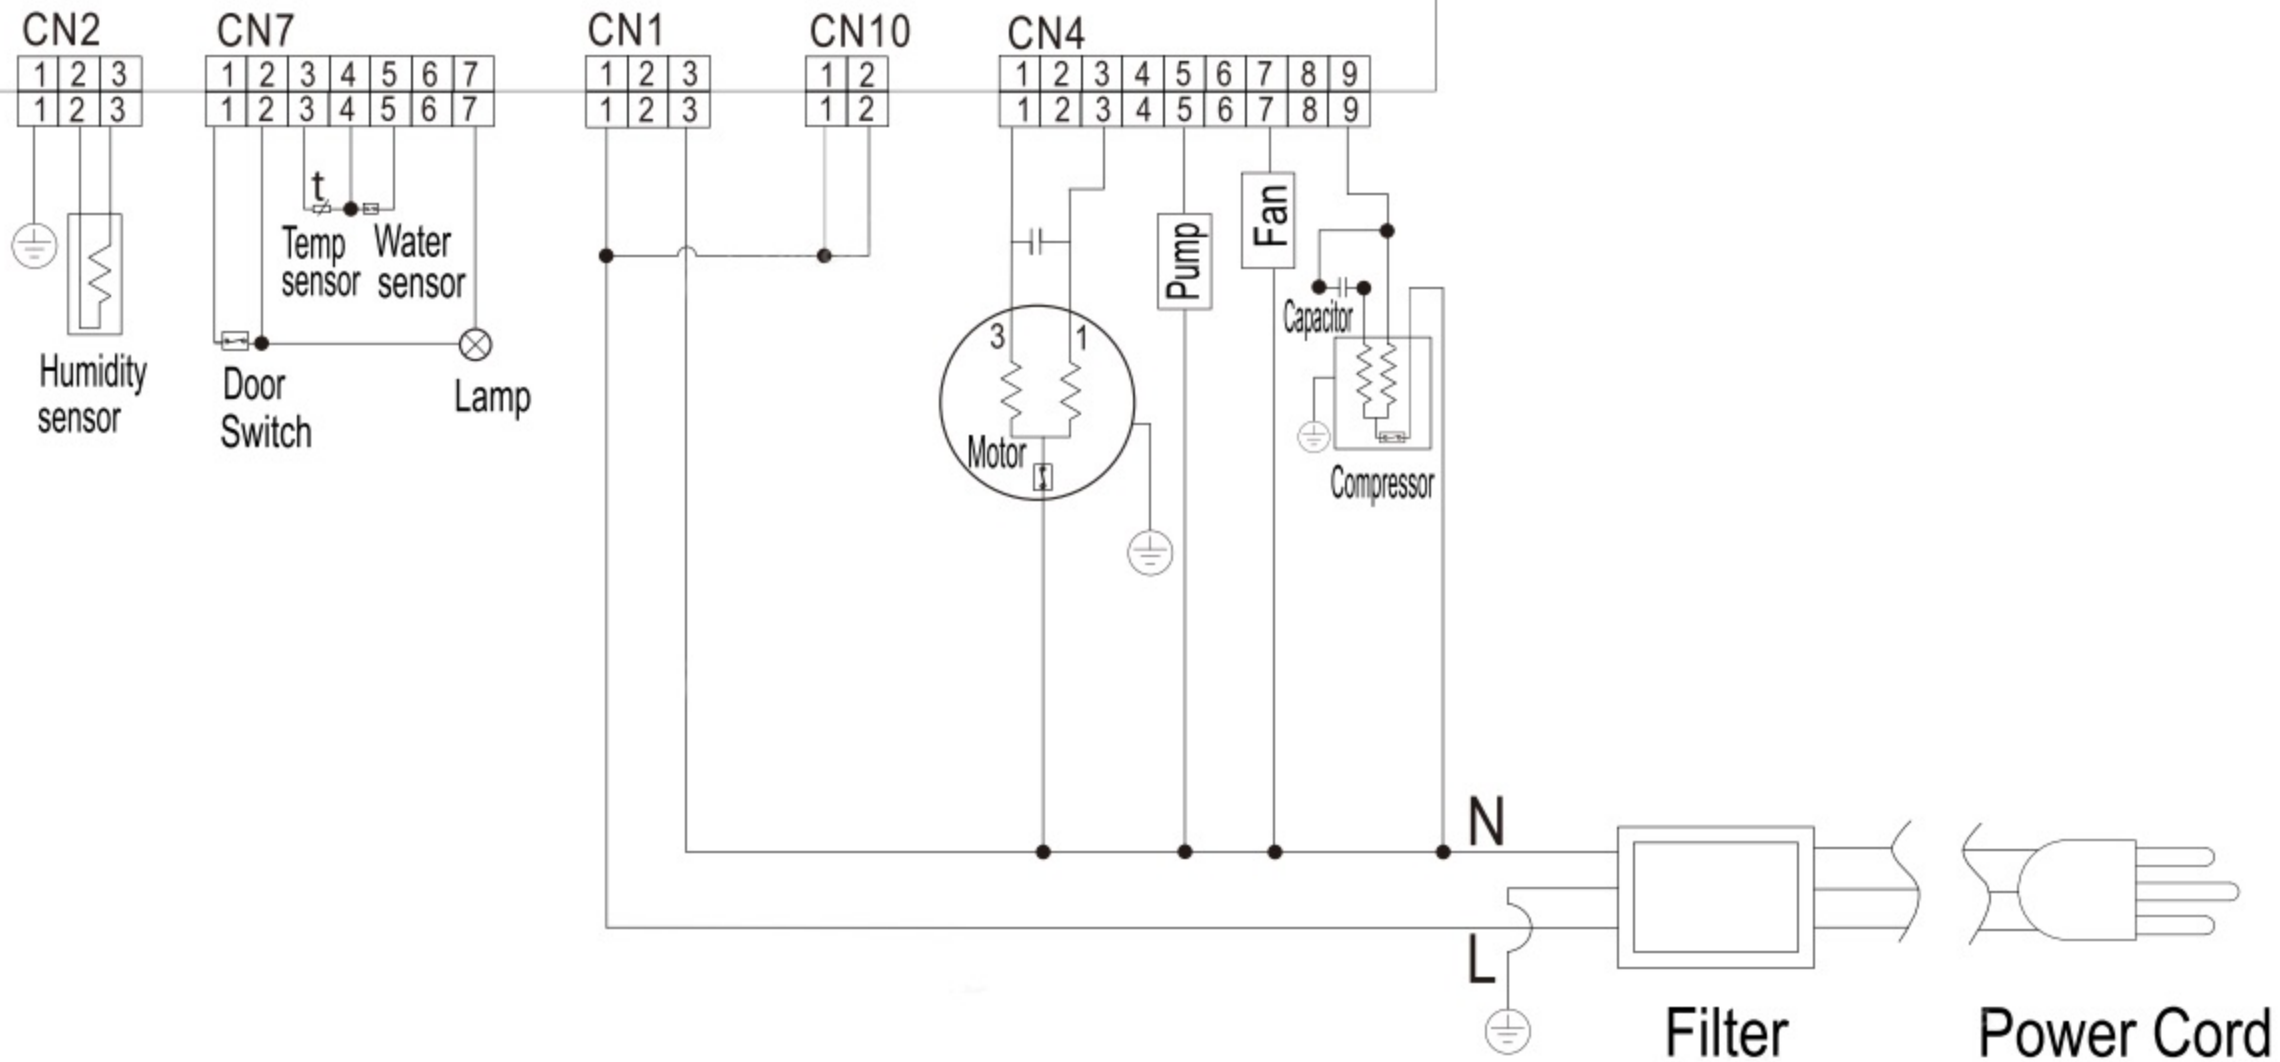 CN2 CN7 CN1 CN10 CN4
1 2 3 1 2 3 4 5 6 7 1 2 3 1 2 1 2 3 4 5 6 7 8 9
1 2 3 1 2 3 4 5 6 7 1 2 3 1 2 1 2 3 4 5 6 7 8 9
t
Temp
sensor
Water
sensor
Humidity
sensor
Door
Switch
Lamp
3 1
Motor
Pump
Fan
Capacitor
Compressor
N
L
Filter
Power Cord